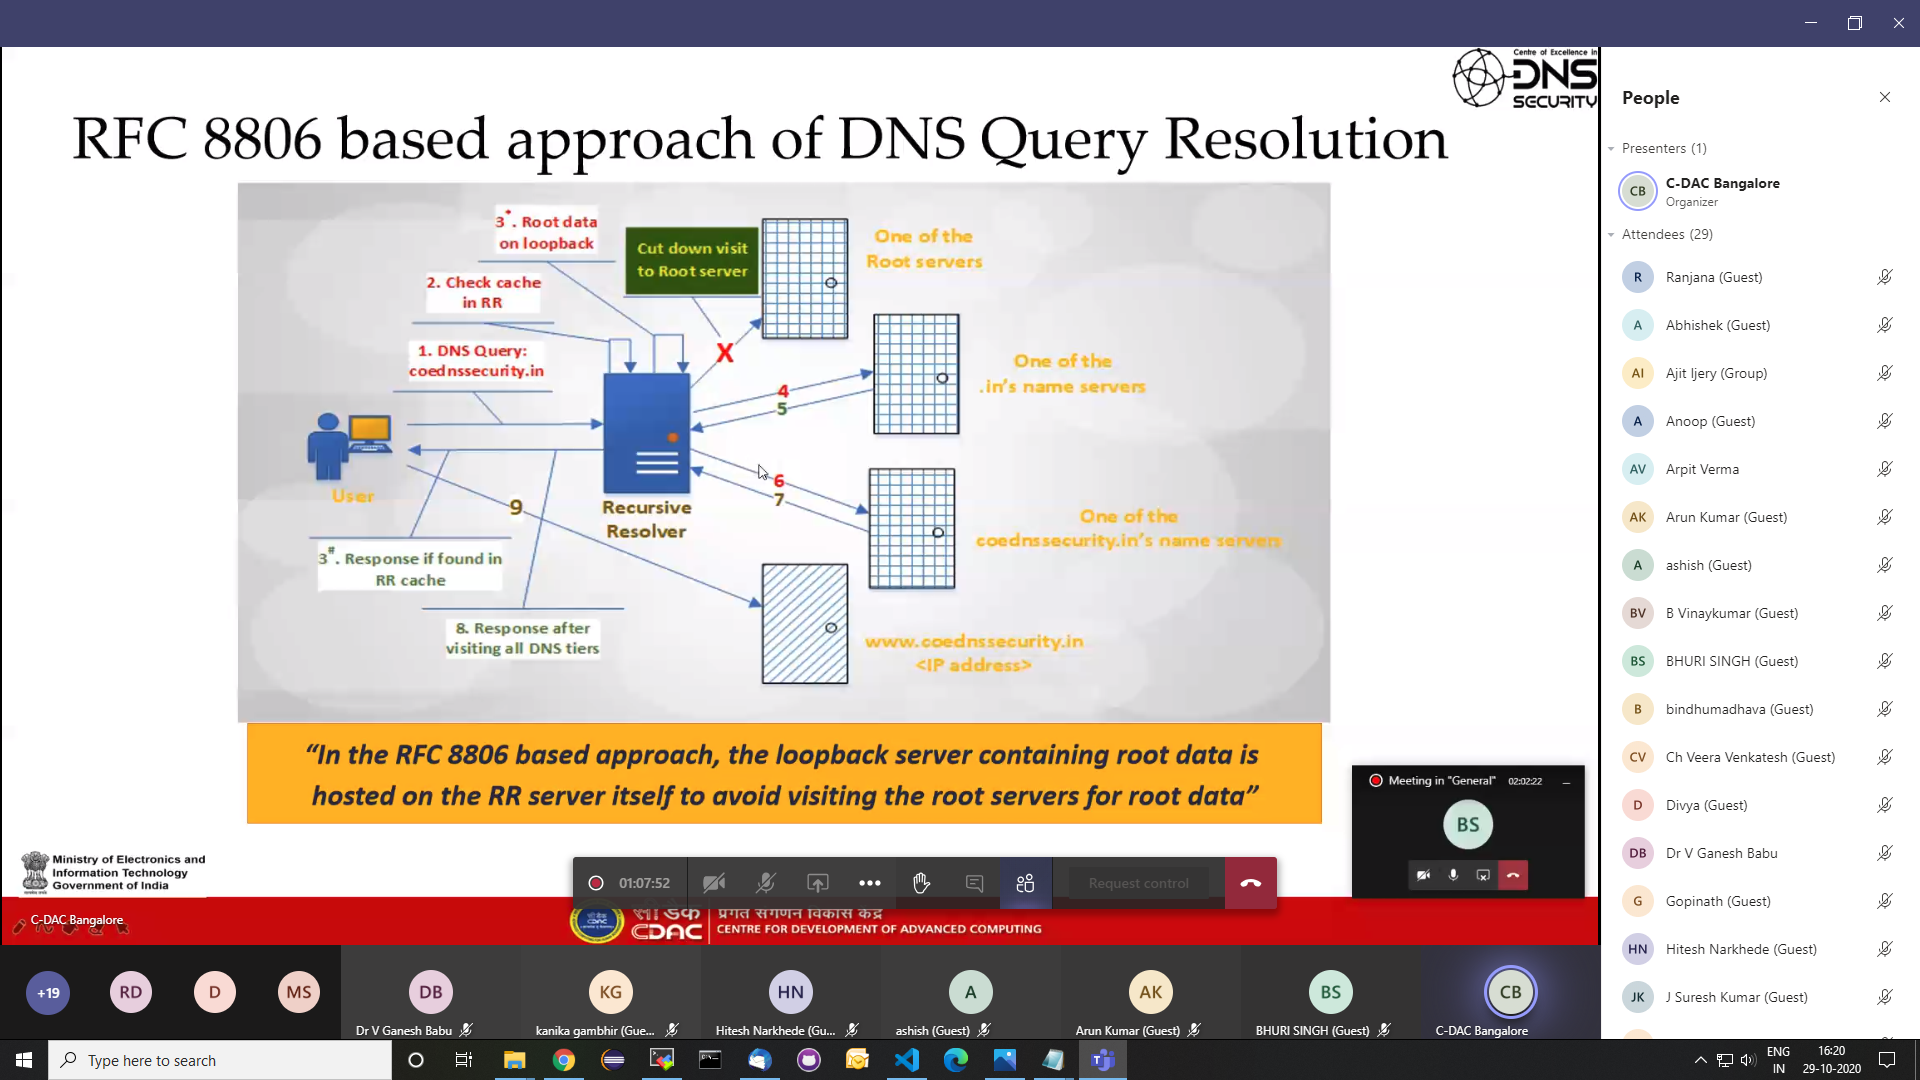 Centre of Excellence in
DNS
SECURITY
RFC 8806 based approach of DNS Query Resolution
3*. Root data
on loopback
Cut down visit
to Root server
One of the
Root servers
2. Check cache
in RR
1. DNS Query:
coednssecurity.in
X
4
5
One of the
.in's name servers
User
9
Recursive
Resolver
6
7
One of the
coednssecurity.in's name servers
3#. Response if found in
RR cache
8. Response after
visiting all DNS tiers
www.coednssecurity.in
<IP address>
“In the RFC 8806 based approach, the loopback server containing root data is
hosted on the RR server itself to avoid visiting the root servers for root data”
Ministry of Electronics and
Information Technology
Government of India
C-DAC Bangalore
01:07:52
Request control
Meeting in "General"
02:02:22
BS
सी डैक
CDAC
प्रगत संगणन विकास केंद्र
CENTRE FOR DEVELOPMENT OF ADVANCED COMPUTING
People
Presenters (1)
CB
C-DAC Bangalore
Organizer
Attendees (29)
R
Ranjana (Guest)
A
Abhishek (Guest)
AI
Ajit Ijery (Group)
A
Anoop (Guest)
AV
Arpit Verma
AK
Arun Kumar (Guest)
A
ashish (Guest)
BV
B Vinaykumar (Guest)
BS
BHURI SINGH (Guest)
B
bindhumadhava (Guest)
CV
Ch Veera Venkatesh (Guest)
D
Divya (Guest)
DB
Dr V Ganesh Babu
G
Gopinath (Guest)
HN
Hitesh Narkhede (Guest)
JK
J Suresh Kumar (Guest)
+19
RD
D
MS
DB
Dr V Ganesh Babu
KG
kanika gambhir (Gue...
HN
Hitesh Narkhede (Gu...
A
ashish (Guest)
AK
Arun Kumar (Guest)
BS
BHURI SINGH (Guest)
CB
C-DAC Bangalore
Type here to search
ENG
IN
16:20
29-10-2020